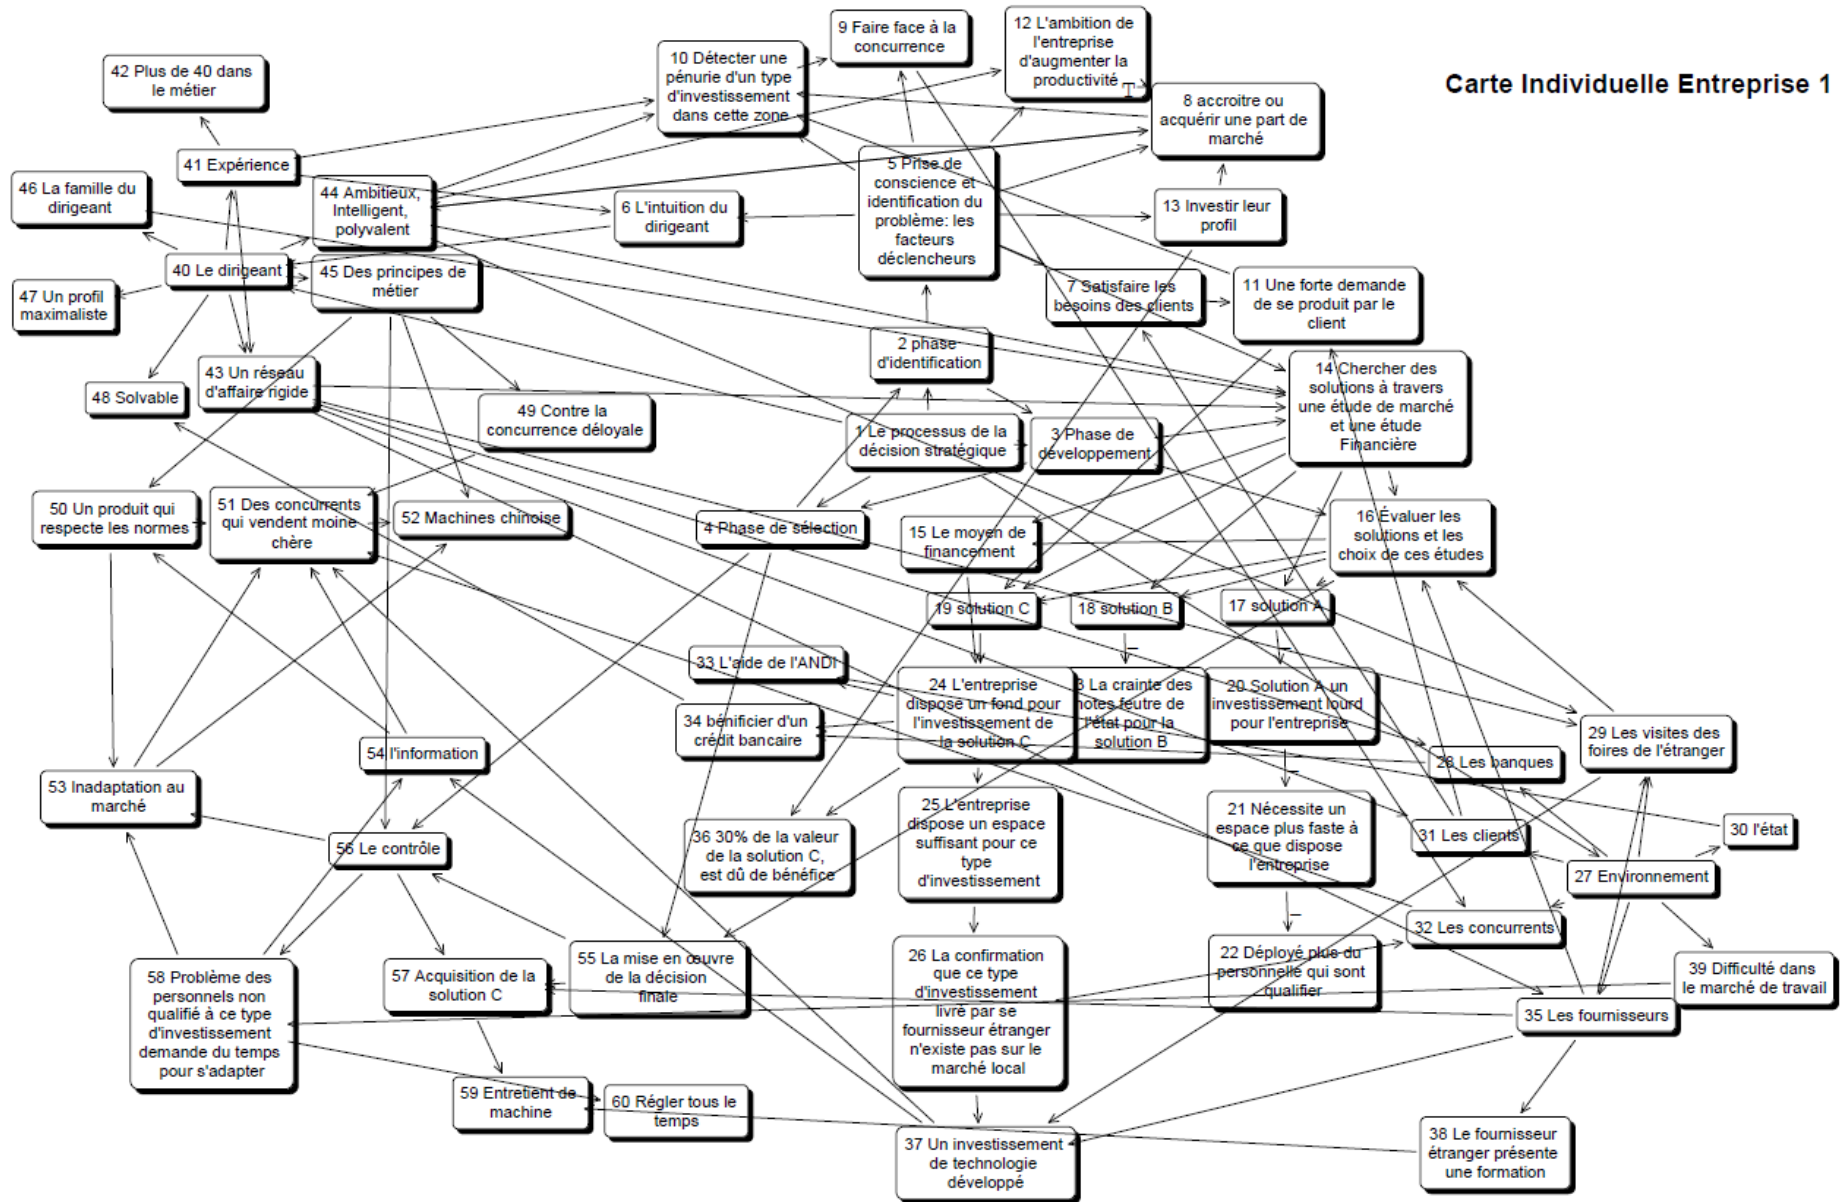 Carte Individuelle Entreprise 1
9 Faire face à la
concurrence
12 L'ambition de
l'entreprise
d'augmenter la
productivité
10 Détecter une
pénurie d'un type
d'investissement
dans cette zone
42 Plus de 40 dans
le métier
8 accroitre ou
acquérir une part de
marché
41 Expérience
46 La famille du
dirigeant
44 Ambitieux,
Intelligent,
polyvalent
6 L'intuition du
dirigeant
5 Prise de
conscience et
identification du
problème: les
facteurs
déclencheurs
13 Investir leur
profil
40 Le dirigeant
45 Des principes de
métier
47 Un profil
maximaliste
7 Satisfaire les
besoins des clients
11 Une forte demande
de se produit par le
client
2 phase
d'identification
43 Un réseau
d'affaire rigide
48 Solvable
49 Contre la
concurrence déloyale
1 Le processus de la
décision stratégique
3 Phase de
développement
14 Chercher des
solutions à travers
une étude de marché
et une étude
Financière
50 Un produit qui
respecte les normes
51 Des concurrents
qui vendent moine
chère
52 Machines chinoise
4 Phase de sélection
15 Le moyen de
financement
16 Évaluer les
solutions et les
choix de ces études
19 solution C
18 solution B
17 solution A
33 L'aide de l'ANDI
34 bénificier d'un
crédit bancaire
24 L'entreprise
dispose un fond pour
l'investissement de
la solution C
3 La crainte des
notes feutre de
l'état pour la
solution B
20 Solution A un
investissement lourd
pour l'entreprise
29 Les visites des
foires de l'étranger
28 Les banques
54 l'information
53 Inadaptation au
marché
56 Le contrôle
36 30% de la valeur
de la solution C,
est dû de bénéfice
25 L'entreprise
dispose un espace
suffisant pour ce
type
d'investissement
21 Nécessite un
espace plus faste à
ce que dispose
l'entreprise
31 Les clients
30 l'état
27 Environnement
32 Les concurrents
58 Problème des
personnels non
qualifié à ce type
d'investissement
demande du temps
pour s'adapter
57 Acquisition de la
solution C
55 La mise en œuvre
de la décision
finale
26 La confirmation
que ce type
d'investissement
livré par se
fournisseur étranger
n'existe pas sur le
marché local
22 Déployé plus du
personnelle qui sont
qualifier
39 Difficulté dans
le marché de travail
35 Les fournisseurs
59 Entretient de
machine
60 Régler tous le
temps
37 Un investissement
de technologie
développé
38 Le fournisseur
étranger présente
une formation